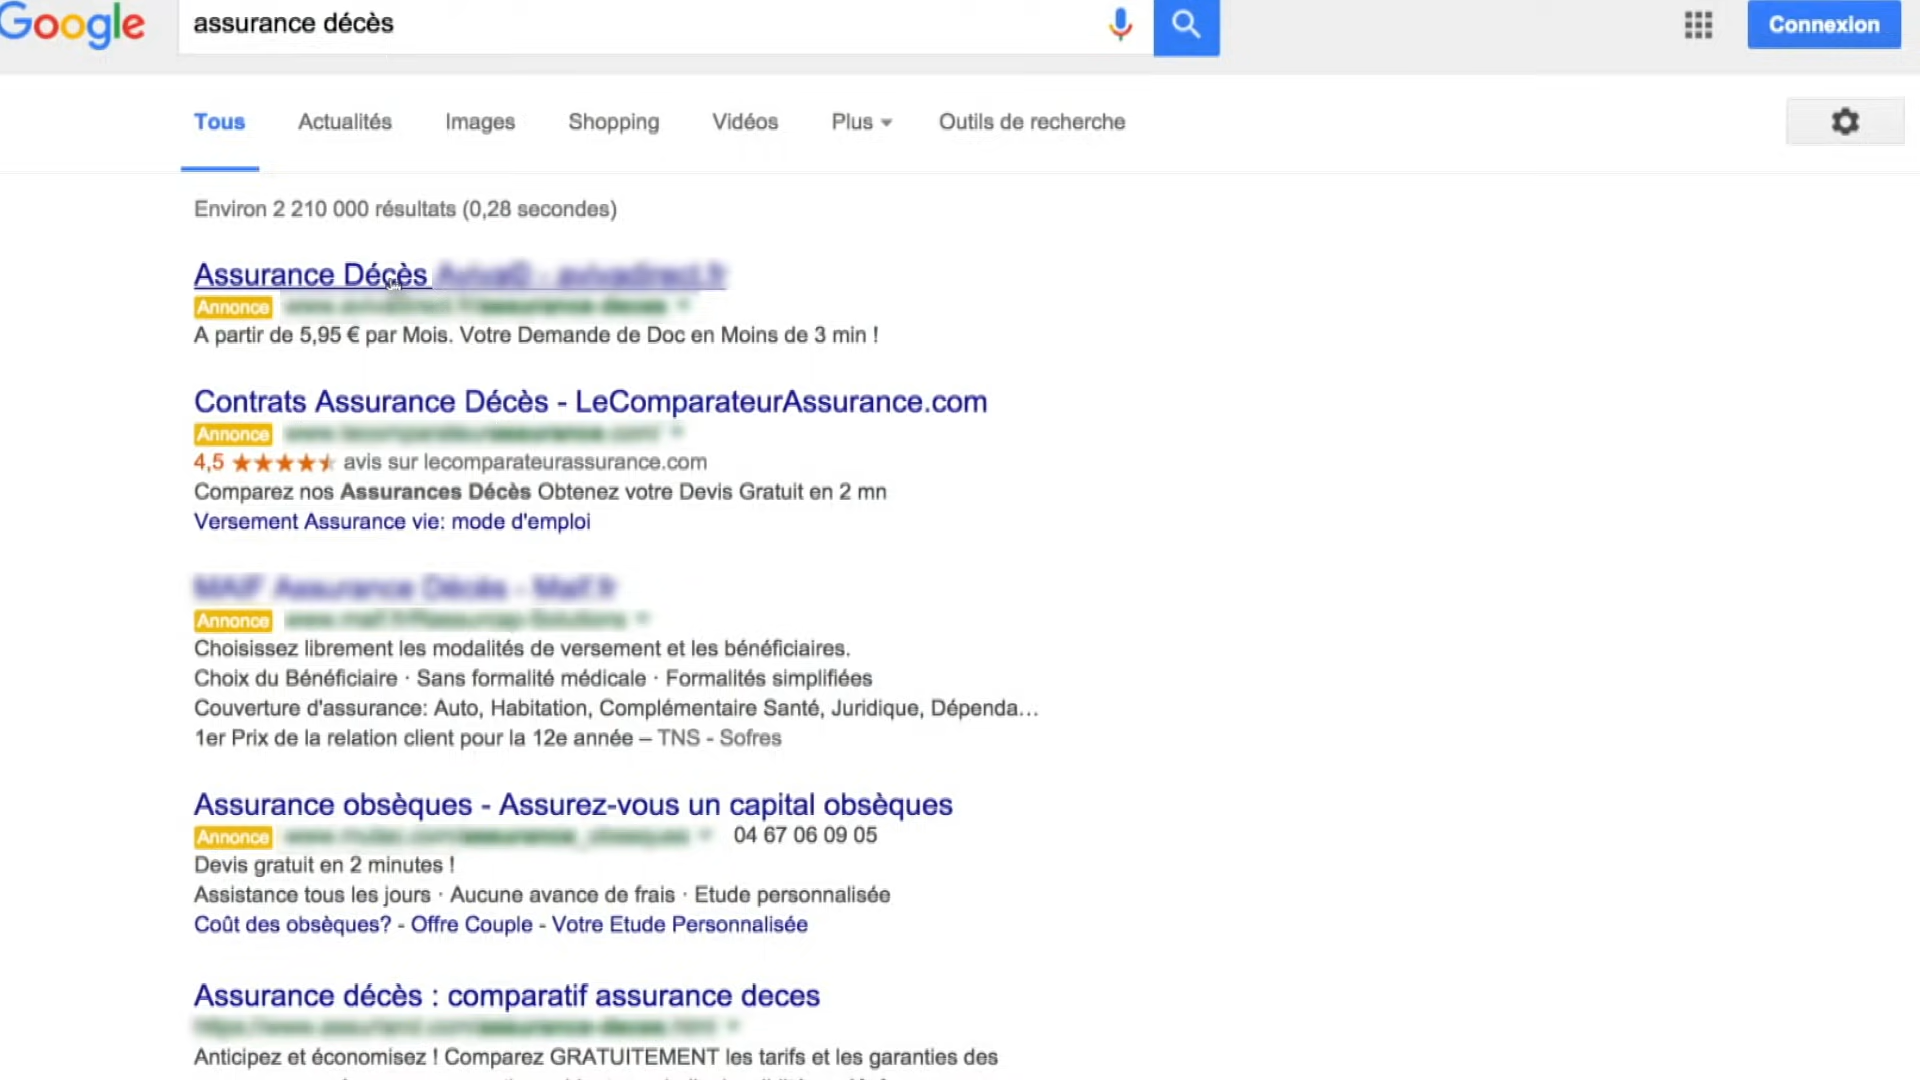 Google
assurance décès
Connexion
Tous Actualités Images Shopping Vidéos Plus Outils de recherche
Environ 2 210 000 résultats (0,28 secondes)
Assurance Décès
Annonce
A partir de 5,95 € par Mois. Votre Demande de Doc en Moins de 3 min !
Contrats Assurance Décès - LeComparateurAssurance.com
Annonce
4,5 avis sur lecomparateurassurance.com
Comparez nos Assurances Décès Obtenez votre Devis Gratuit en 2 mn
Versement Assurance vie: mode d'emploi
Annonce
Choisissez librement les modalités de versement et les bénéficiaires.
Choix du Bénéficiaire · Sans formalité médicale · Formalités simplifiées
Couverture d'assurance: Auto, Habitation, Complémentaire Santé, Juridique, Dépenda...
1er Prix de la relation client pour la 12e année – TNS - Sofres
Assurance obsèques - Assurez-vous un capital obsèques
Annonce 04 67 06 09 05
Devis gratuit en 2 minutes !
Assistance tous les jours · Aucune avance de frais · Etude personnalisée
Coût des obsèques? - Offre Couple - Votre Etude Personnalisée
Assurance décès : comparatif assurance deces
Anticipez et économisez ! Comparez GRATUITEMENT les tarifs et les garanties des